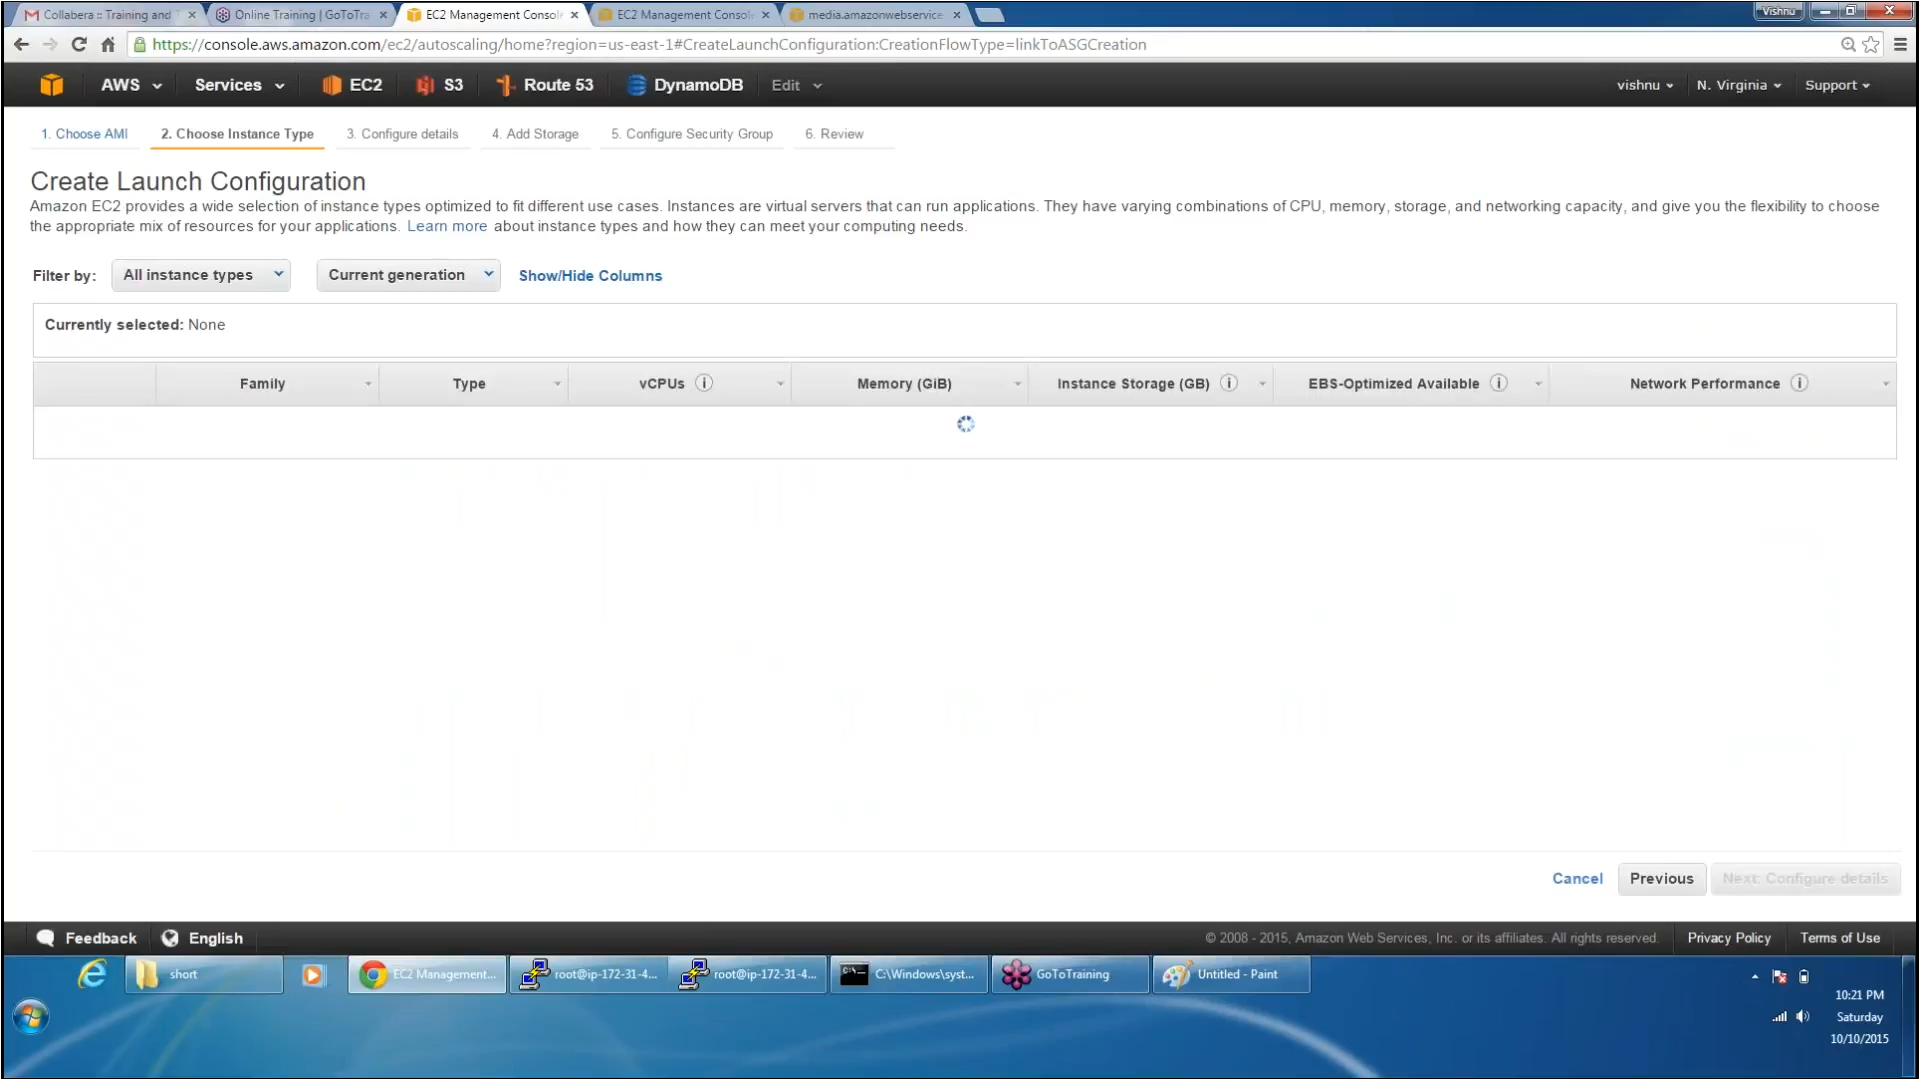 Collabera :: Training and T
Online Training | GoToTra
EC2 Management Console
EC2 Management Consol
media.amazonwebservice
Vishnu
https://console.aws.amazon.com/ec2/autoscaling/home?region=us-east-1#CreateLaunchConfiguration:CreationFlowType=linkToASGCreation
AWS Services EC2 S3 Route 53 DynamoDB Edit vishnu N. Virginia Support
1. Choose AMI 2. Choose Instance Type 3. Configure details 4. Add Storage 5. Configure Security Group 6. Review
Create Launch Configuration
Amazon EC2 provides a wide selection of instance types optimized to fit different use cases. Instances are virtual servers that can run applications. They have varying combinations of CPU, memory, storage, and networking capacity, and give you the flexibility to choose
the appropriate mix of resources for your applications. Learn more about instance types and how they can meet your computing needs.
Filter by: All instance types Current generation Show/Hide Columns
Currently selected: None
Family Type vCPUs Memory (GiB) Instance Storage (GB) EBS-Optimized Available Network Performance
Cancel Previous Next: Configure details
Feedback English © 2008 - 2015, Amazon Web Services, Inc. or its affiliates. All rights reserved. Privacy Policy Terms of Use
short EC2 Management... root@ip-172-31-4... root@ip-172-31-4... C:\Windows\syst... GoToTraining Untitled - Paint
10:21 PM
Saturday
10/10/2015